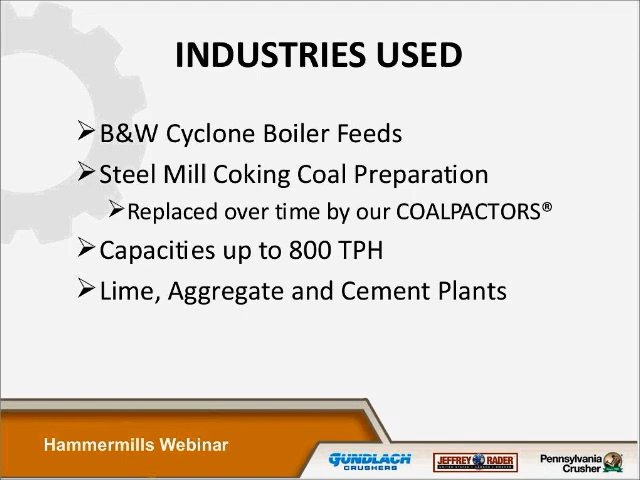 INDUSTRIES USED
B&W Cyclone Boiler Feeds
Steel Mill Coking Coal Preparation
Replaced over time by our COALPACTORS®
Capacities up to 800 TPH
Lime, Aggregate and Cement Plants
Hammermills Webinar
GUNDLACH
CRUSHERS
JEFFREY RADER
Pennsylvania
Crusher